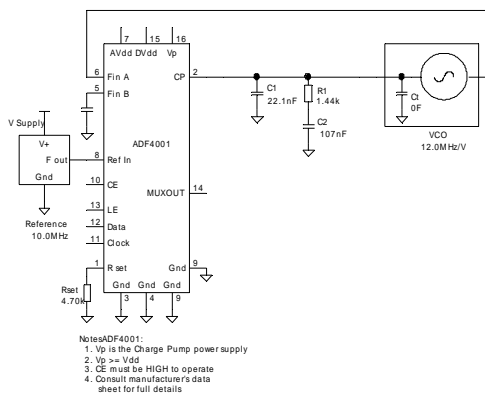 7 15 16
AVdd DVdd Vp
6 Fin A CP 2
5 Fin B
C1
22.1nF
R1
1.44k
C2
107nF
Ct
0F
VCO
12.0MHz/V
V Supply
V+
F out
Gnd
Reference
10.0MHz
ADF4001
8 Ref In
10 CE
MUXOUT 14
13 LE
12 Data
11 Clock
1 Rset
Gnd 9
Rset
4.70k
Gnd Gnd Gnd
3 4 9
NotesADF4001:
1. Vp is the Charge Pump power supply
2. Vp >= Vdd
3. CE must be HIGH to operate
4. Consult manufacturer's data
sheet for full details